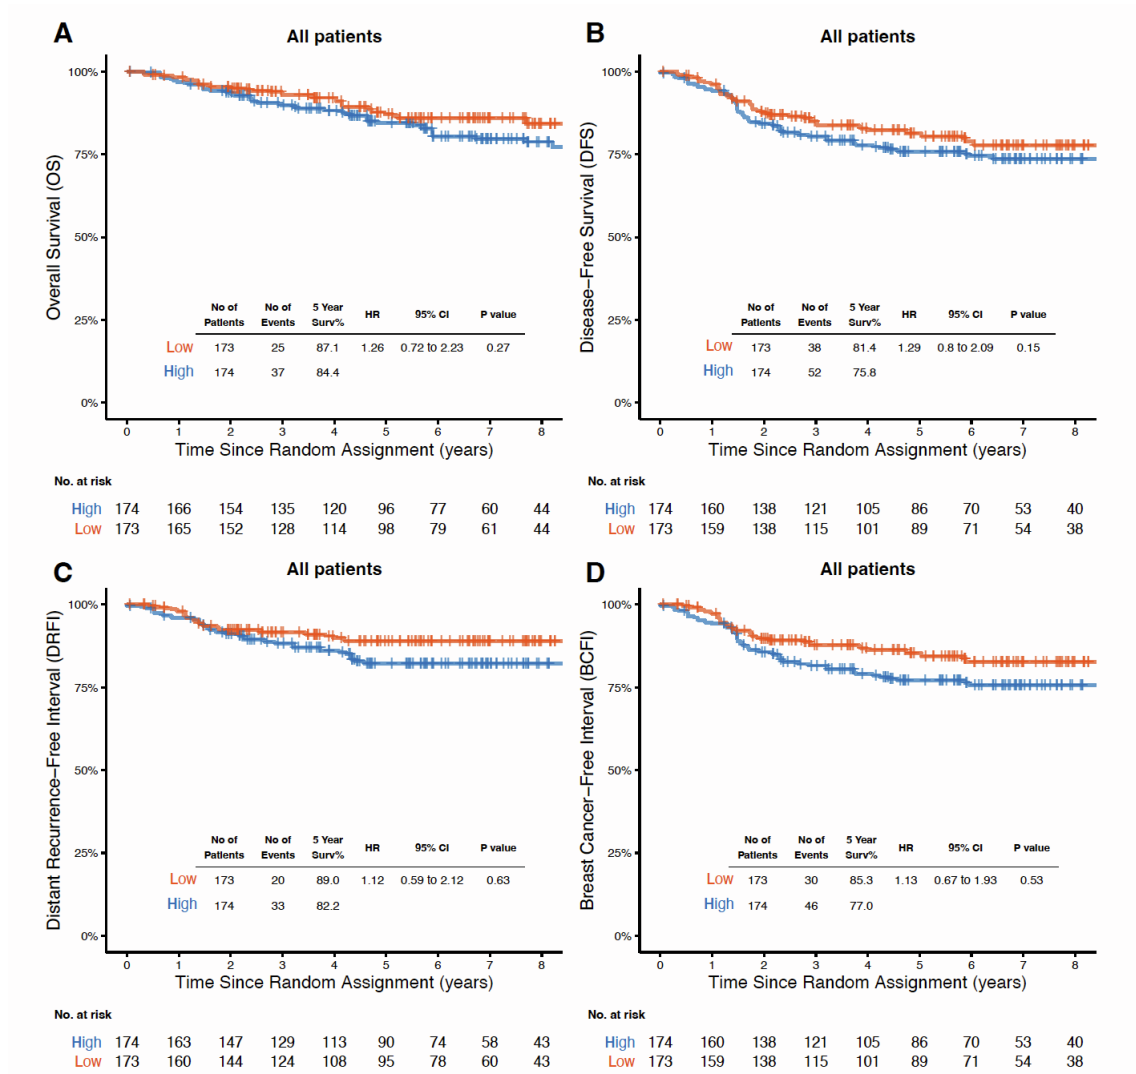 A
All patients
Overall Survival (OS)
100%
75%
50%
25%
0%
No of Patients No of Events 5 Year Surv% HR 95% CI P value
Low 173 25 87.1 1.26 0.72 to 2.23 0.27
High 174 37 84.4
0 1 2 3 4 5 6 7 8
Time Since Random Assignment (years)
No. at risk
High 174 166 154 135 120 96 77 60 44
Low 173 165 152 128 114 98 79 61 44
B
All patients
Disease-Free Survival (DFS)
100%
75%
50%
25%
0%
No of Patients No of Events 5 Year Surv% HR 95% CI P value
Low 173 38 81.4 1.29 0.8 to 2.09 0.15
High 174 52 75.8
0 1 2 3 4 5 6 7 8
Time Since Random Assignment (years)
No. at risk
High 174 160 138 121 105 86 70 53 40
Low 173 159 138 115 101 89 71 54 38
C
All patients
Distant Recurrence-Free Interval (DRFI)
100%
75%
50%
25%
0%
No of Patients No of Events 5 Year Surv% HR 95% CI P value
Low 173 20 89.0 1.12 0.59 to 2.12 0.63
High 174 33 82.2
0 1 2 3 4 5 6 7 8
Time Since Random Assignment (years)
No. at risk
High 174 163 147 129 113 90 74 58 43
Low 173 160 144 124 108 95 78 60 43
D
All patients
Breast Cancer-Free Interval (BCFI)
100%
75%
50%
25%
0%
No of Patients No of Events 5 Year Surv% HR 95% CI P value
Low 173 30 85.3 1.13 0.67 to 1.93 0.53
High 174 46 77.0
0 1 2 3 4 5 6 7 8
Time Since Random Assignment (years)
No. at risk
High 174 160 138 121 105 86 70 53 40
Low 173 159 138 115 101 89 71 54 38